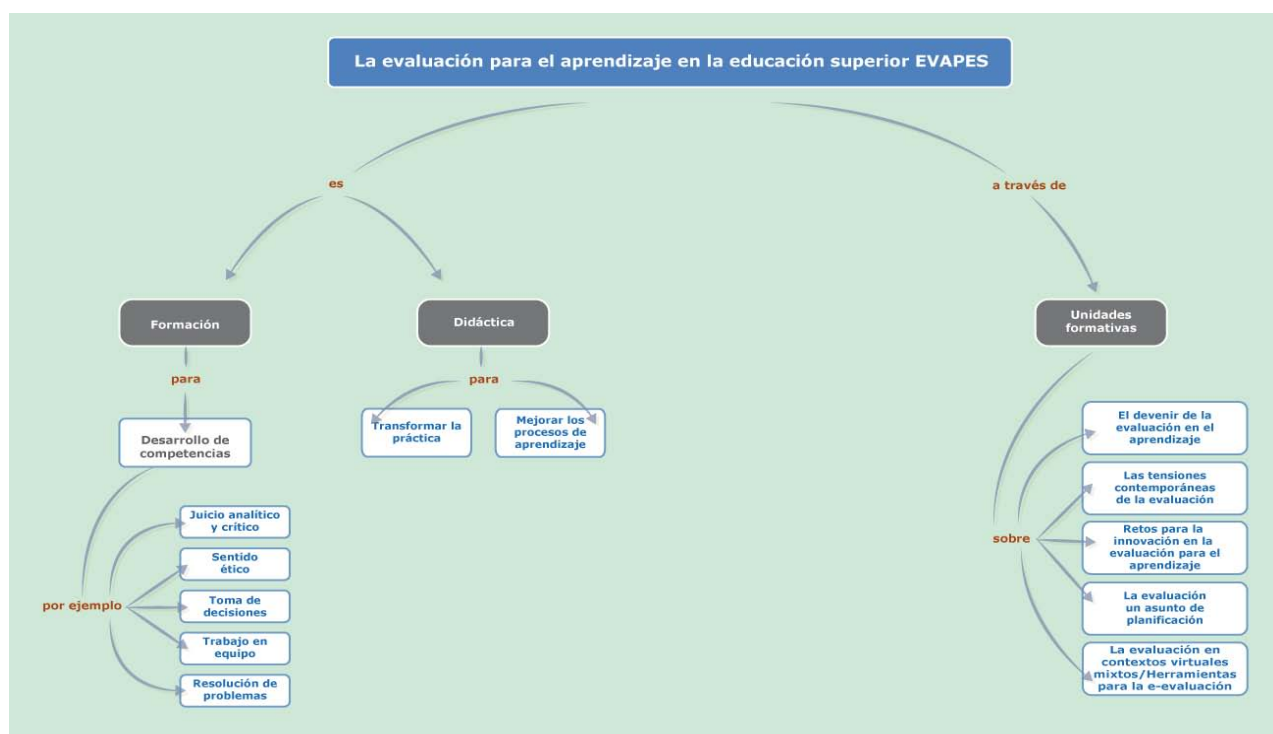 La evaluación para el aprendizaje en la educación superior EVAPES
es
a través de
Formación
Didáctica
Unidades
formativas
para
para
Desarrollo de
competencias
Transformar la
práctica
Mejorar los
procesos de
aprendizaje
por ejemplo
Juicio analítico
y crítico
Sentido
ético
Toma de
decisiones
Trabajo en
equipo
Resolución de
problemas
sobre
El devenir de la
evaluación en el
aprendizaje
Las tensiones
contemporáneas
de la evaluación
Retos para la
innovación en la
evaluación para el
aprendizaje
La evaluación
un asunto de
planificación
La evaluación en
contextos virtuales
mixtos/Herramientas
para la e-evaluación